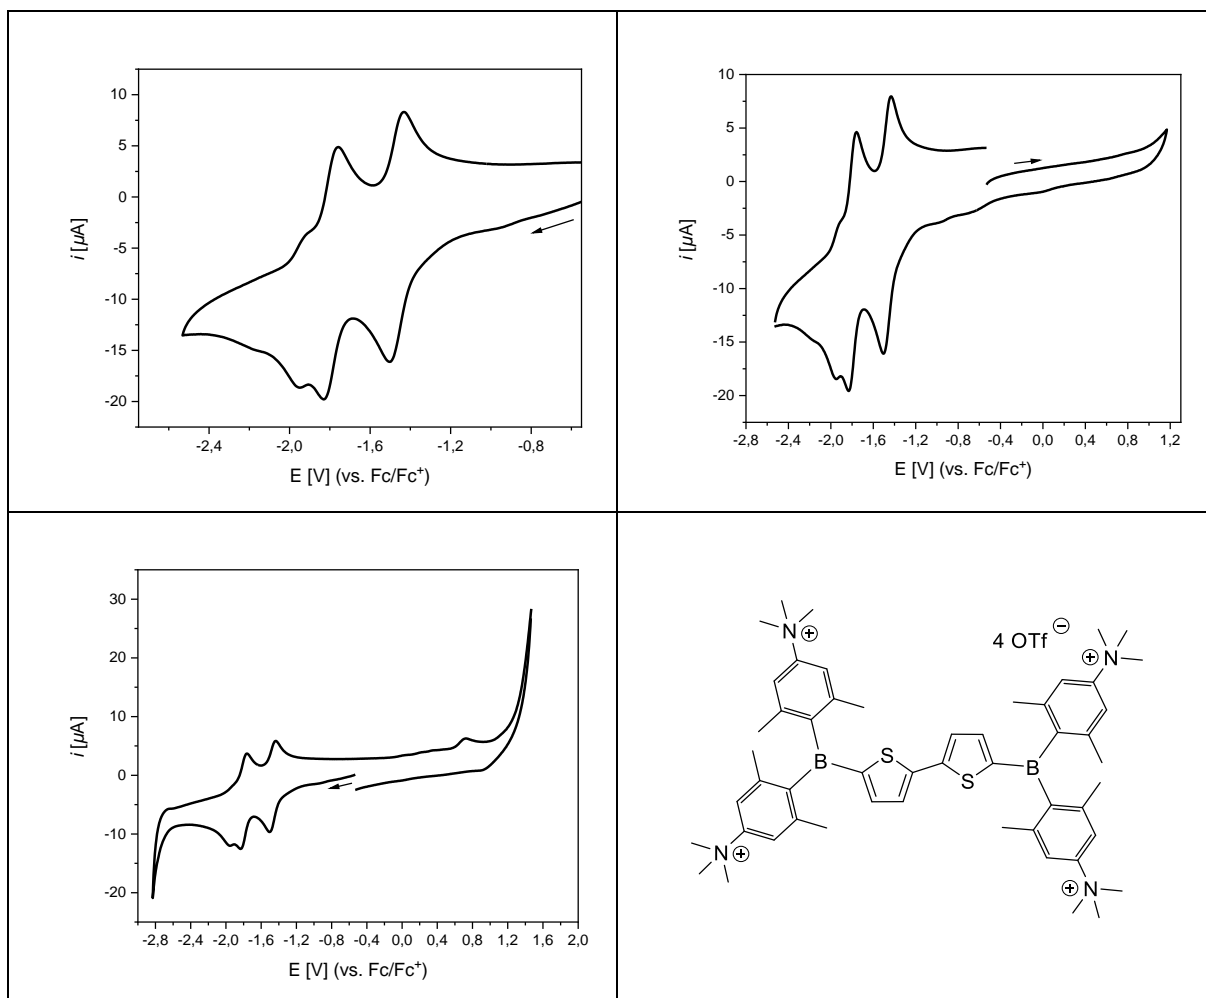 10
5
0
-5
-10
-15
-20
i [µA]
-2,4 -2,0 -1,6 -1,2 -0,8
E [V] (vs. Fc/Fc+)
10
5
0
-5
-10
-15
-20
i [µA]
-2,8 -2,4 -2,0 -1,6 -1,2 -0,8 -0,4 0,0 0,4 0,8 1,2
E [V] (vs. Fc/Fc+)
30
20
10
0
-10
-20
i [µA]
-2,8 -2,4 -2,0 -1,6 -1,2 -0,8 -0,4 0,0 0,4 0,8 1,2 1,6 2,0
E [V] (vs. Fc/Fc+)
N +
4 OTf −
+ N
B S S B
N +
+ N